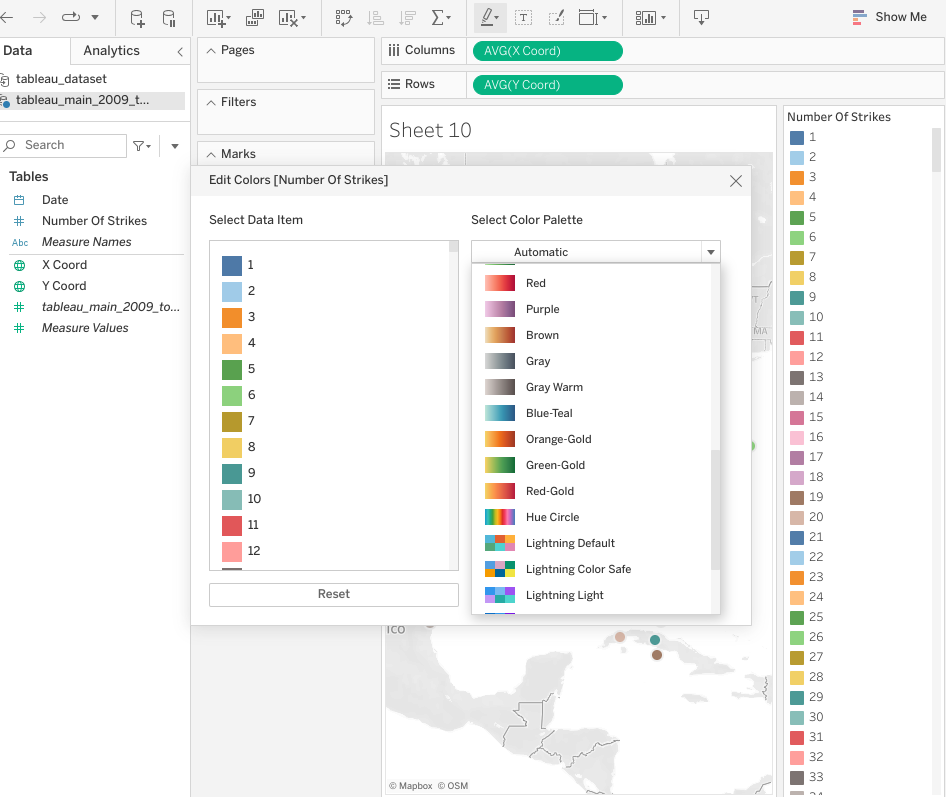 Show Me
Data
Analytics
Pages
Columns
AVG(X Coord)
tableau_dataset
tableau_main_2009_t...
Rows
AVG(Y Coord)
Filters
Search
Marks
Sheet 10
Number Of Strikes
Tables
Date
Number Of Strikes
Abc
Measure Names
X Coord
Y Coord
tableau_main_2009_to...
Measure Values
Edit Colors [Number Of Strikes]
Select Data Item
1
2
3
4
5
6
7
8
9
10
11
12
Reset
Select Color Palette
Automatic
Red
Purple
Brown
Gray
Gray Warm
Blue-Teal
Orange-Gold
Green-Gold
Red-Gold
Hue Circle
Lightning Default
Lightning Color Safe
Lightning Light
MA
ICO
© Mapbox © OSM
1
2
3
4
5
6
7
8
9
10
11
12
13
14
15
16
17
18
19
20
21
22
23
24
25
26
27
28
29
30
31
32
33